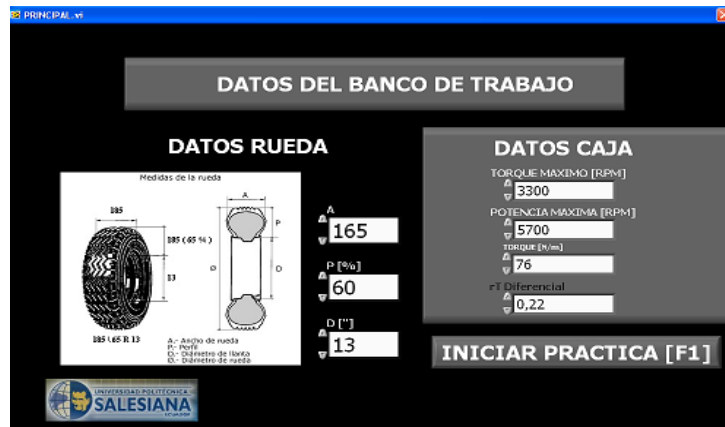 PRINCIPAL.vi
DATOS DEL BANCO DE TRABAJO
DATOS RUEDA
Medidas de la rueda
185
185 (65 %)
13
185 \ 65 R 13
A
P
Ø
D
A.- Ancho de rueda
P.- Perfil
D.- Diámetro de llanta
Ø.- Diámetro de rueda
A
165
P [%]
60
D ["]
13
DATOS CAJA
TORQUE MAXIMO [RPM]
3300
POTENCIA MAXIMA [RPM]
5700
TORQUE [N/m]
76
rT Diferencial
0,22
INICIAR PRACTICA [F1]
UNIVERSIDAD POLITÉCNICA
SALESIANA
ECUADOR